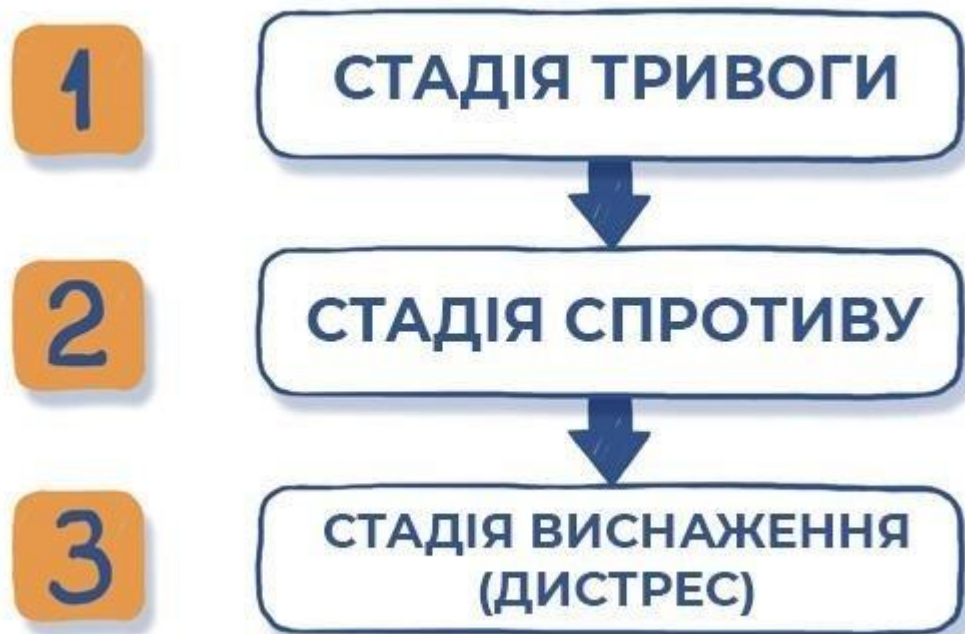 1
СТАДІЯ ТРИВОГИ
2
СТАДІЯ СПРОТИВУ
3
СТАДІЯ ВИСНАЖЕННЯ
(ДИСТРЕС)